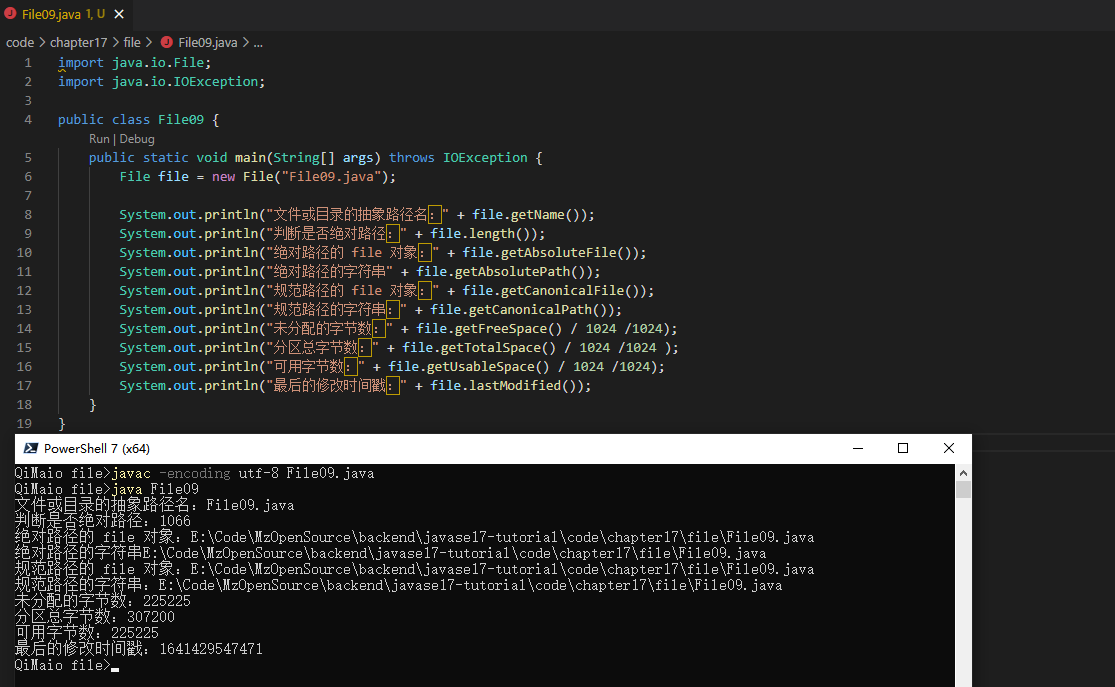 File09.java 1, U
code > chapter17 > file > File09.java > ...
1 import java.io.File;
2 import java.io.IOException;
3
4 public class File09 {
Run | Debug
5 public static void main(String[] args) throws IOException {
6 File file = new File("File09.java");
7
8 System.out.println("文件或目录的抽象路径名：" + file.getName());
9 System.out.println("判断是否绝对路径：" + file.length());
10 System.out.println("绝对路径的 file 对象：" + file.getAbsoluteFile());
11 System.out.println("绝对路径的字符串" + file.getAbsolutePath());
12 System.out.println("规范路径的 file 对象：" + file.getCanonicalFile());
13 System.out.println("规范路径的字符串：" + file.getCanonicalPath());
14 System.out.println("未分配的字节数：" + file.getFreeSpace() / 1024 /1024);
15 System.out.println("分区总字节数：" + file.getTotalSpace() / 1024 /1024 );
16 System.out.println("可用字节数：" + file.getUsableSpace() / 1024 /1024);
17 System.out.println("最后的修改时间戳：" + file.lastModified());
18 }
19 }
PowerShell 7 (x64)
QiMaio file>javac -encoding utf-8 File09.java
QiMaio file>java File09
文件或目录的抽象路径名：File09.java
判断是否绝对路径：1066
绝对路径的 file 对象：E:\Code\MzOpenSource\backend\javase17-tutorial\code\chapter17\file\File09.java
绝对路径的字符串E:\Code\MzOpenSource\backend\javase17-tutorial\code\chapter17\file\File09.java
规范路径的 file 对象：E:\Code\MzOpenSource\backend\javase17-tutorial\code\chapter17\file\File09.java
规范路径的字符串：E:\Code\MzOpenSource\backend\javase17-tutorial\code\chapter17\file\File09.java
未分配的字节数：225225
分区总字节数：307200
可用字节数：225225
最后的修改时间戳：1641429547471
QiMaio file>